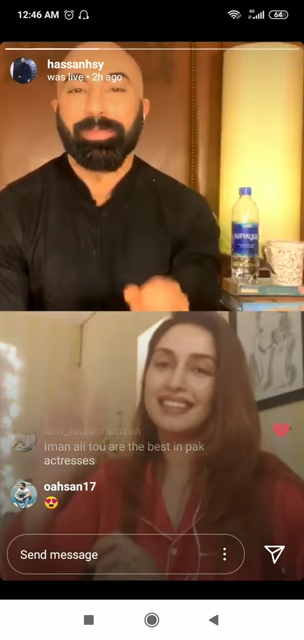 12:46 AM
4G
64
hassanhsy
was live • 2h ago
Iman ali tou are the best in pak
actresses
oahsan17
😍
Send message